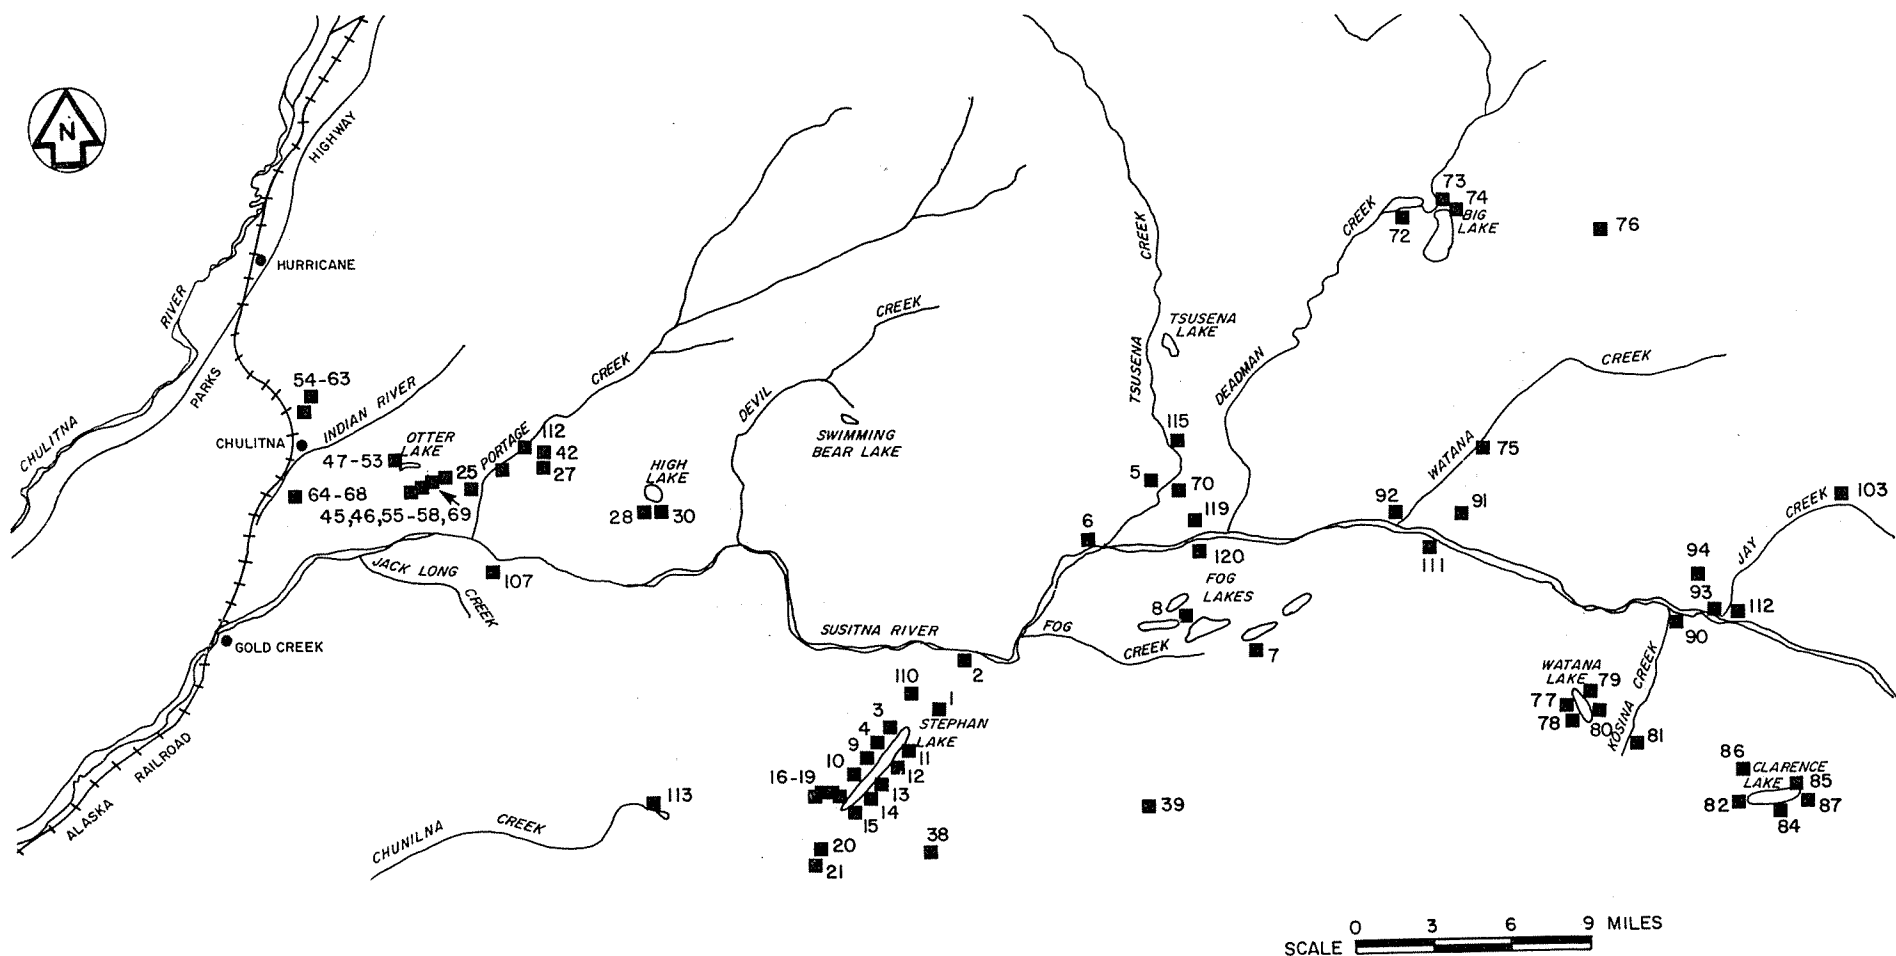 N
HIGHWAY
HURRICANE
RIVER
PARKS
CHULITNA
54-63
CHULITNA
INDIAN RIVER
OTTER
LAKE
47-53
25
64-68
45,46,55-58,69
PORTAGE
CREEK
112
42
27
HIGH
LAKE
28
30
DEVIL
CREEK
SWIMMING
BEAR LAKE
JACK LONG
CREEK
107
GOLD CREEK
ALASKA
RAILROAD
SUSITNA RIVER
CHUNILNA
CREEK
113
110
1
2
3
STEPHAN
LAKE
4
9
10
11
12
13
14
15
16-19
20
21
38
39
CREEK
TSUSENA
TSUSENA
LAKE
115
5
70
119
6
120
FOG
LAKES
8
7
FOG
CREEK
DEADMAN
CREEK
72
73
74
BIG
LAKE
76
WATANA
CREEK
75
92
91
111
103
JAY
CREEK
94
93
112
90
WATANA
LAKE
79
77
78
80
KOSINA CREEK
81
86
CLARENCE
LAKE
85
82
84
87
SCALE
0 3 6 9 MILES